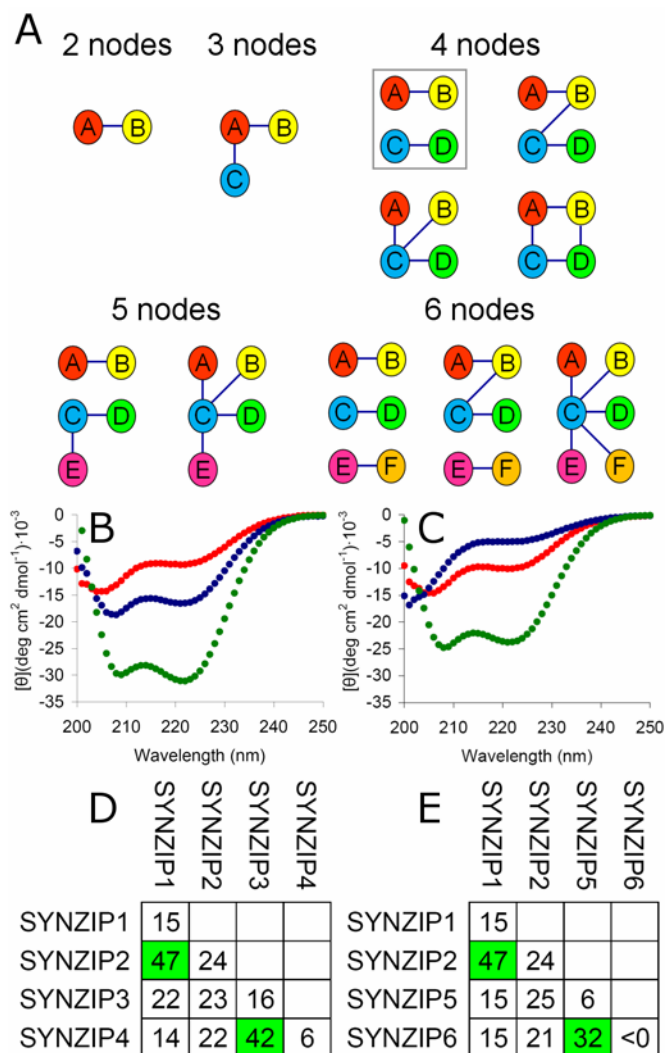 A
2 nodes 3 nodes 4 nodes
A B A B A B A B
C C D C D
A B A B
C D C D
5 nodes 6 nodes
A B A B A B A B A B
C D C D C D C D C D
E E E F E F E F
B C
[θ](deg cm² dmol⁻¹)·10⁻³ [θ](deg cm² dmol⁻¹)·10⁻³
0 0
-5 -5
-10 -10
-15 -15
-20 -20
-25 -25
-30 -30
-35 -35
200 210 220 230 240 250 200 210 220 230 240 250
Wavelength (nm) Wavelength (nm)
D SYNZIP1 SYNZIP2 SYNZIP3 SYNZIP4 E SYNZIP1 SYNZIP2 SYNZIP5 SYNZIP6
SYNZIP1 15 SYNZIP1 15
SYNZIP2 47 24 SYNZIP2 47 24
SYNZIP3 22 23 16 SYNZIP5 15 25 6
SYNZIP4 14 22 42 6 SYNZIP6 15 21 32 <0